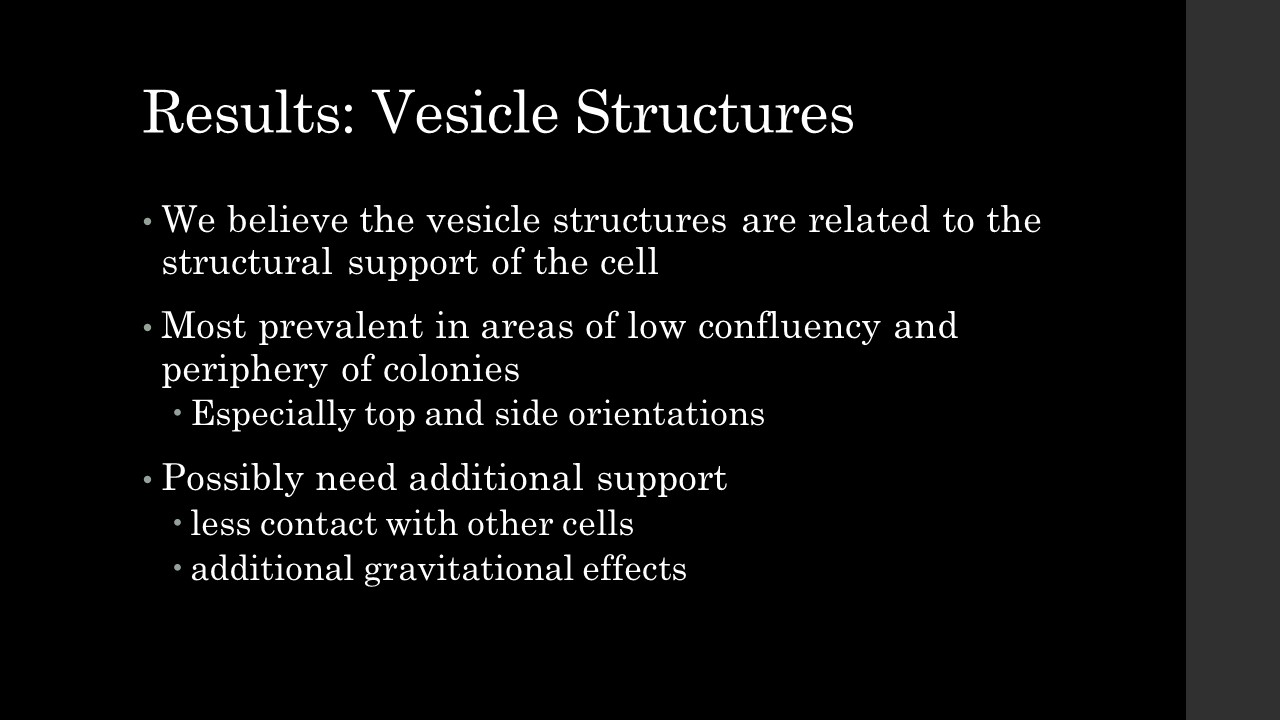 Results: Vesicle Structures
• We believe the vesicle structures are related to the
structural support of the cell
• Most prevalent in areas of low confluency and
periphery of colonies
• Especially top and side orientations
• Possibly need additional support
• less contact with other cells
• additional gravitational effects